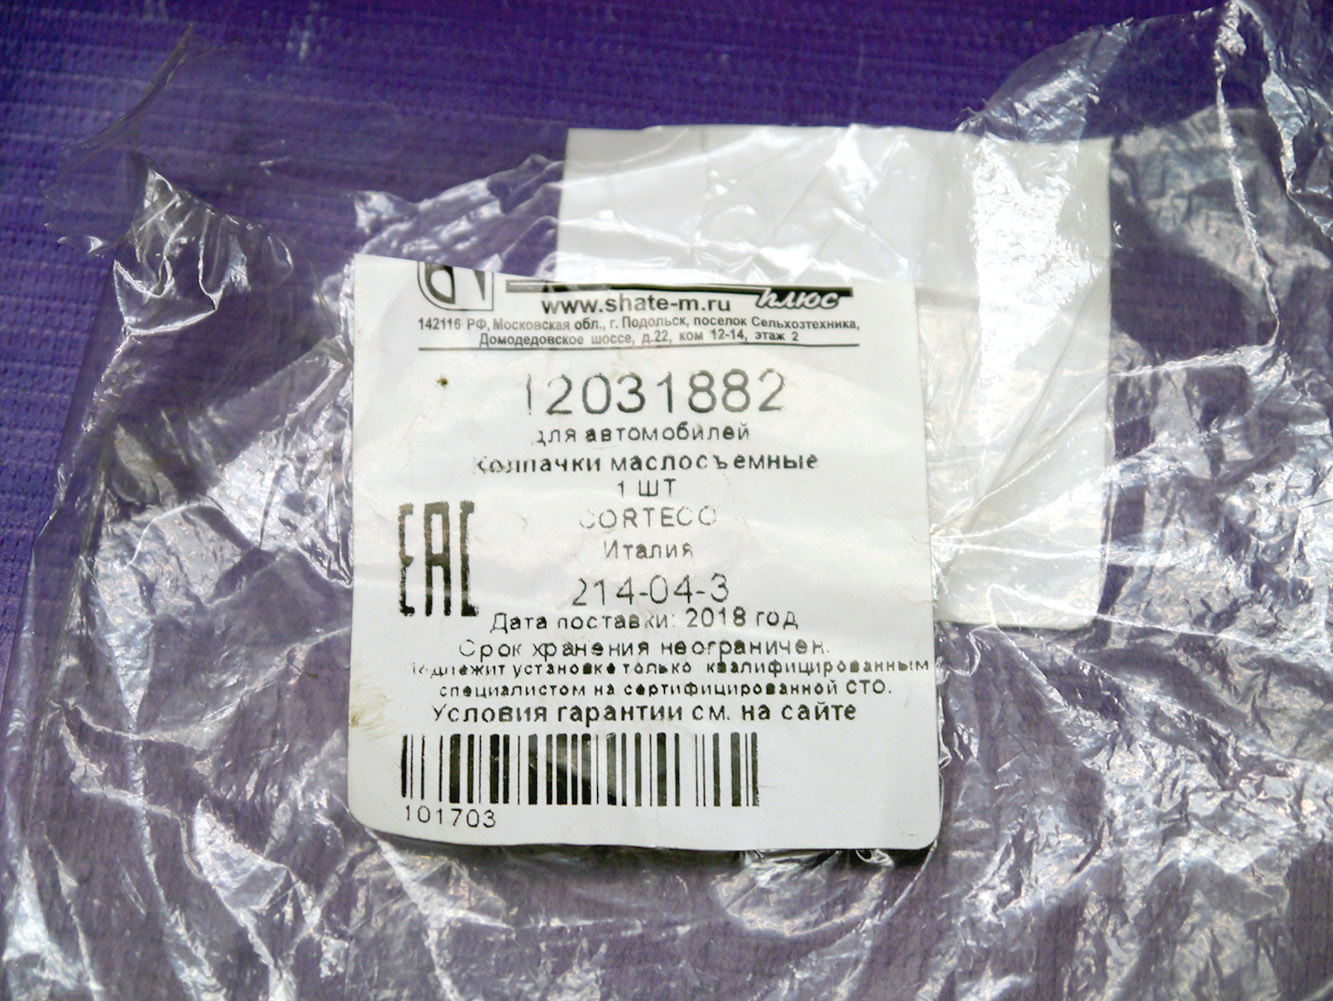 www.shate-m.ru плюс
142116 РФ, Московская обл., г. Подольск, поселок Сельхозтехника,
Домодедовское шоссе, д.22, ком 12-14, этаж 2
12031882
для автомобилей
Колпачки маслосъемные
1 ШТ
CORTECO
Италия
214-04-3
Дата поставки: 2018 год
Срок хранения неограничен.
Подлежит установке только квалифицированным
специалистом на сертифицированной СТО.
Условия гарантии см. на сайте
EAC
101703